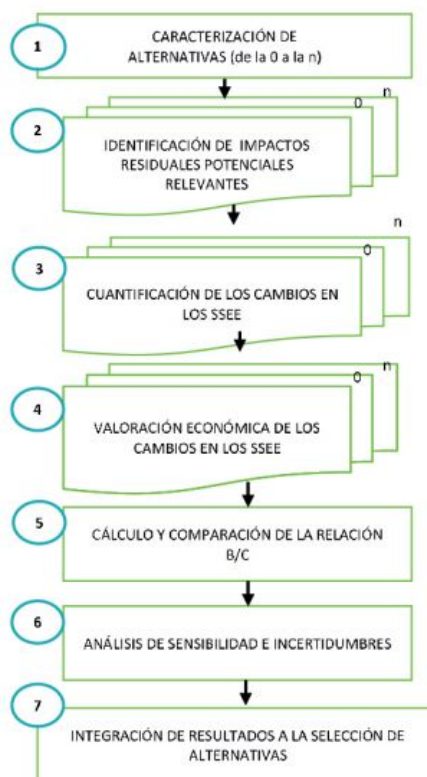 1
CARACTERIZACIÓN DE
ALTERNATIVAS (de la 0 a la n)
n
0
2
IDENTIFICACIÓN DE IMPACTOS
RESIDUALES POTENCIALES
RELEVANTES
n
0
3
CUANTIFICACIÓN DE LOS CAMBIOS EN
LOS SSEE
n
0
4
VALORACIÓN ECONÓMICA DE LOS
CAMBIOS EN LOS SSEE
5
CÁLCULO Y COMPARACIÓN DE LA RELACIÓN
B/C
6
ANÁLISIS DE SENSIBILIDAD E INCERTIDUMBRES
7
INTEGRACIÓN DE RESULTADOS A LA SELECCIÓN DE
ALTERNATIVAS